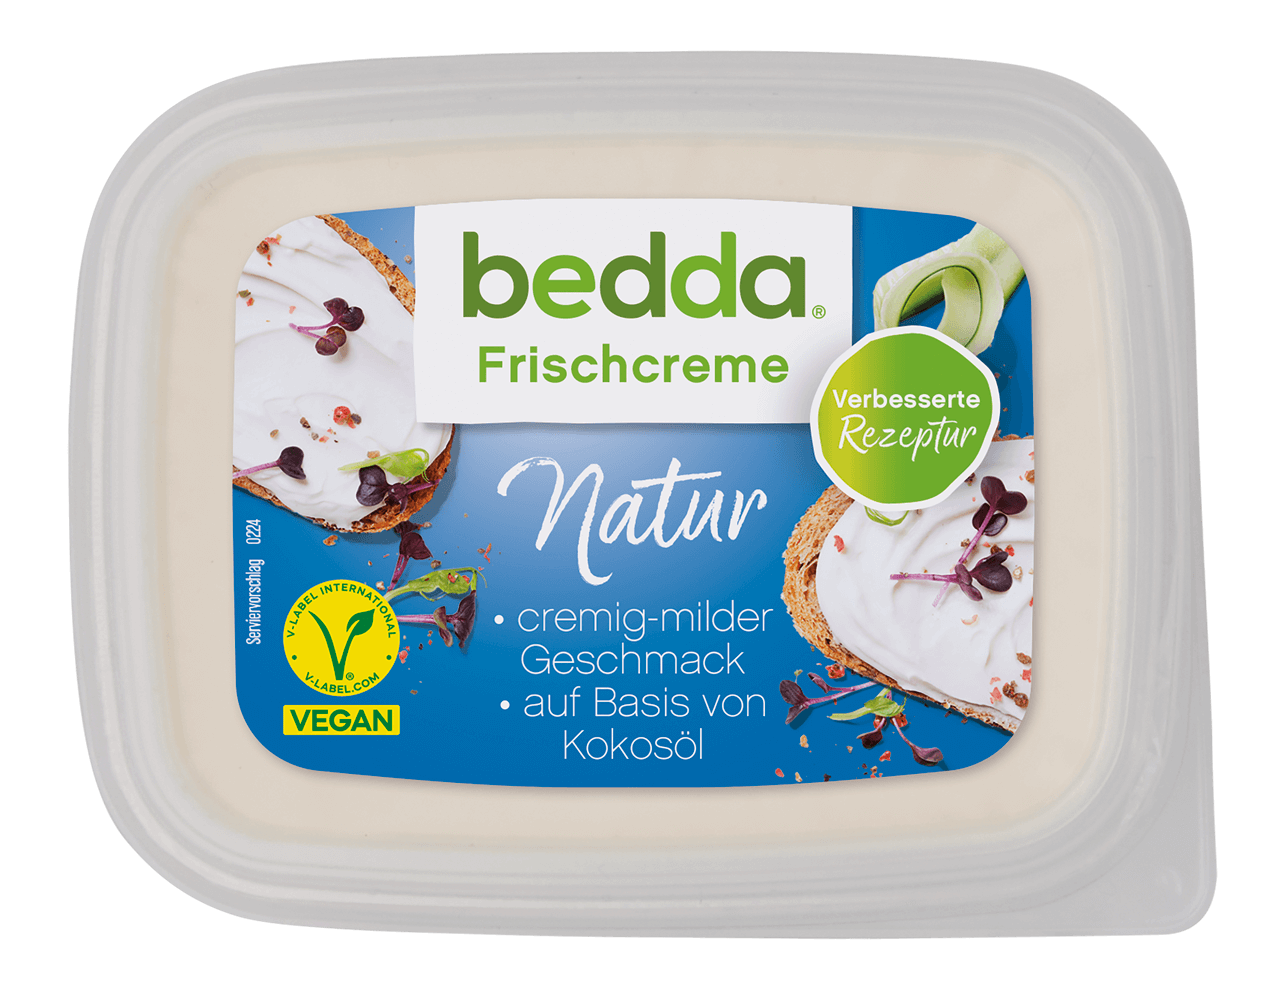 bedda®
Frischcreme
Verbesserte
Rezeptur
Natur
• cremig-milder
Geschmack
• auf Basis von
Kokosöl
Serviervorschlag 0224
V-LABEL INTERNATIONAL
®
• V-LABEL.COM •
VEGAN